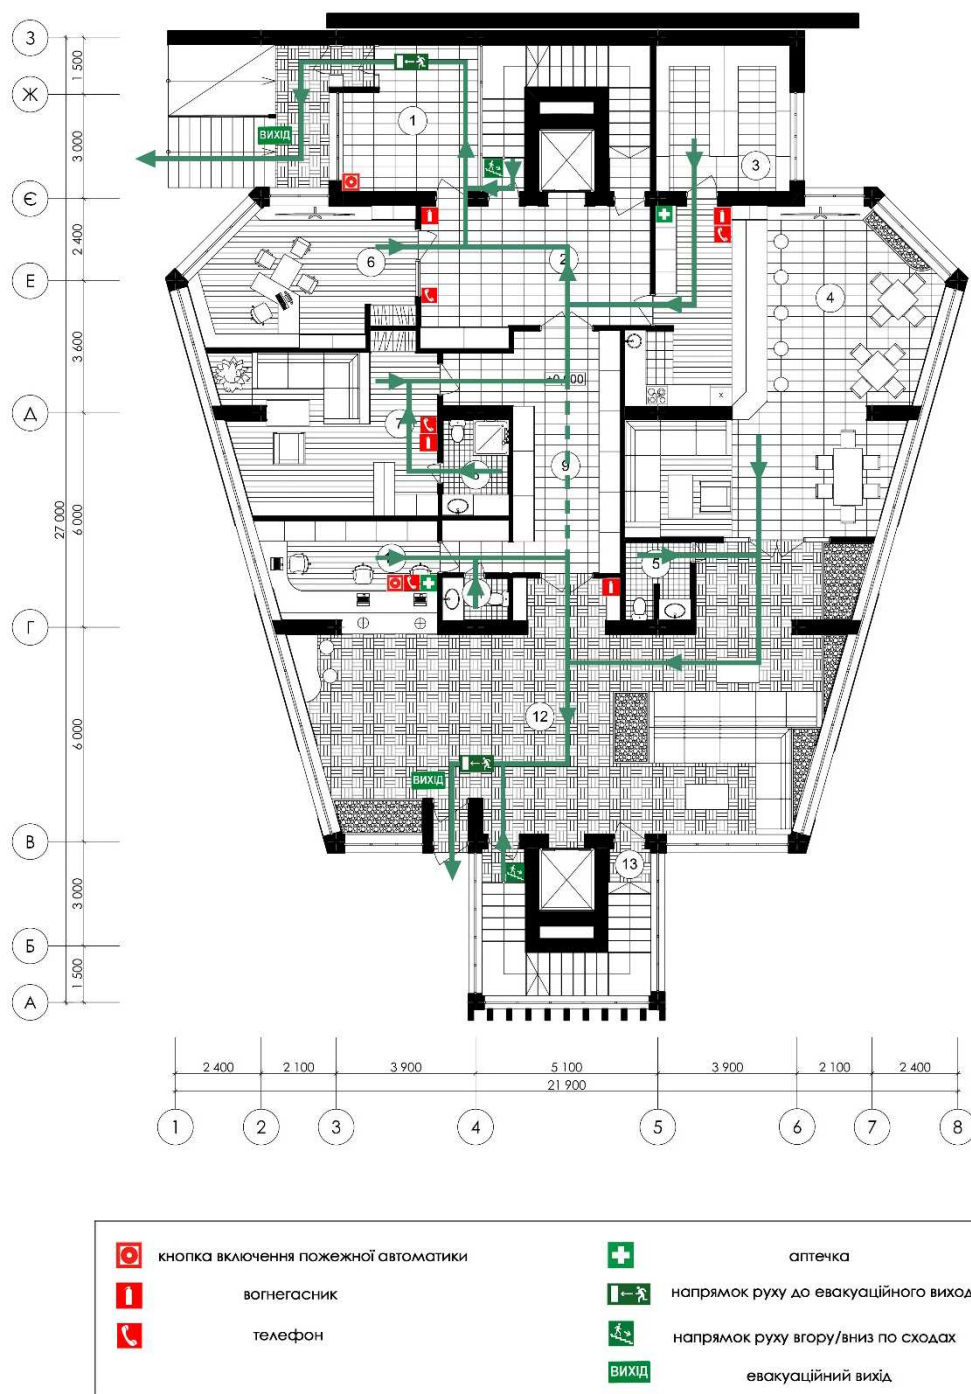 З
Ж
Є
Е
Д
Г
В
Б
А
1 500
3 000
2 400
3 600
6 000
6 000
3 000
1 500
27 000
ВИХІД
1
3
2
6
4
7
9
5
12
ВИХІД
13
2 400
2 100
3 900
5 100
3 900
2 100
2 400
21 900
1
2
3
4
5
6
7
8
кнопка включення пожежної автоматики
аптечка
вогнегасник
напрямок руху до евакуаційного виход
телефон
напрямок руху вгору/вниз по сходах
ВИХІД
евакуаційний вихід